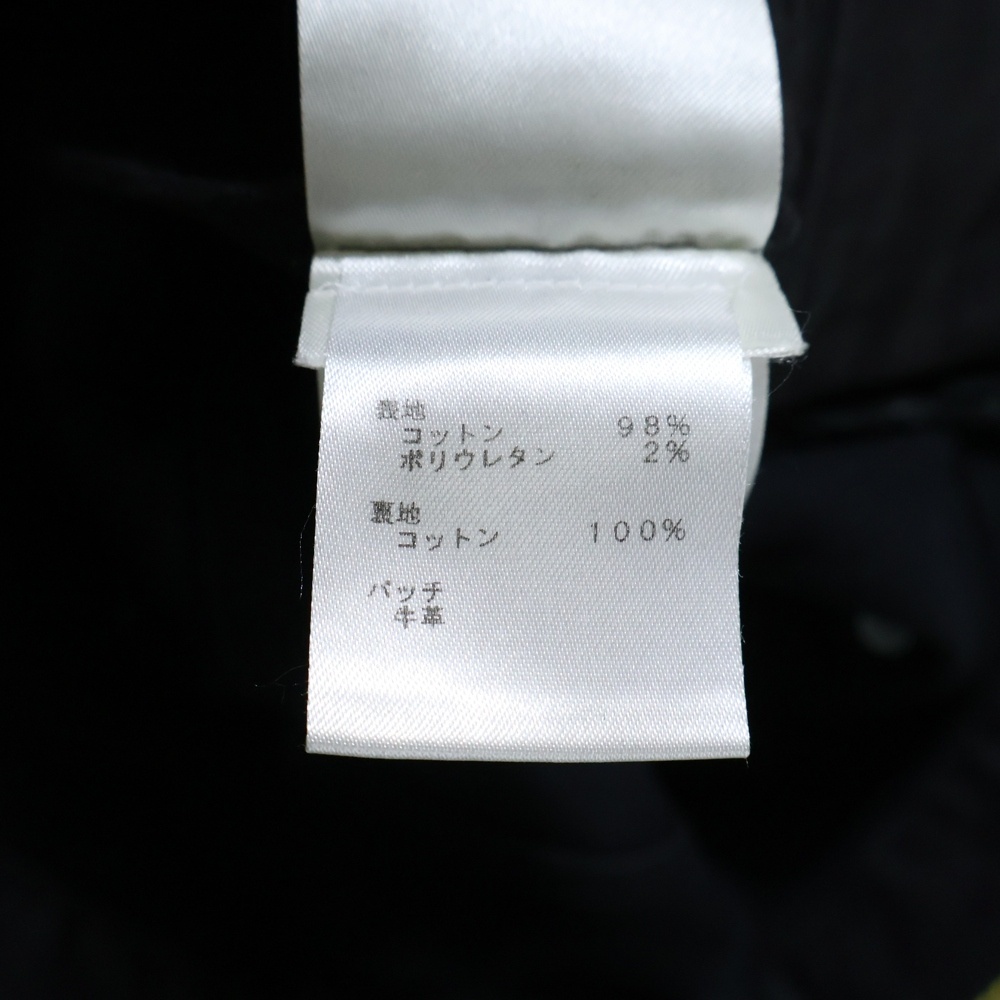 表地
コットン 98%
ポリウレタン 2%
裏地
コットン 100%
パッチ
牛革